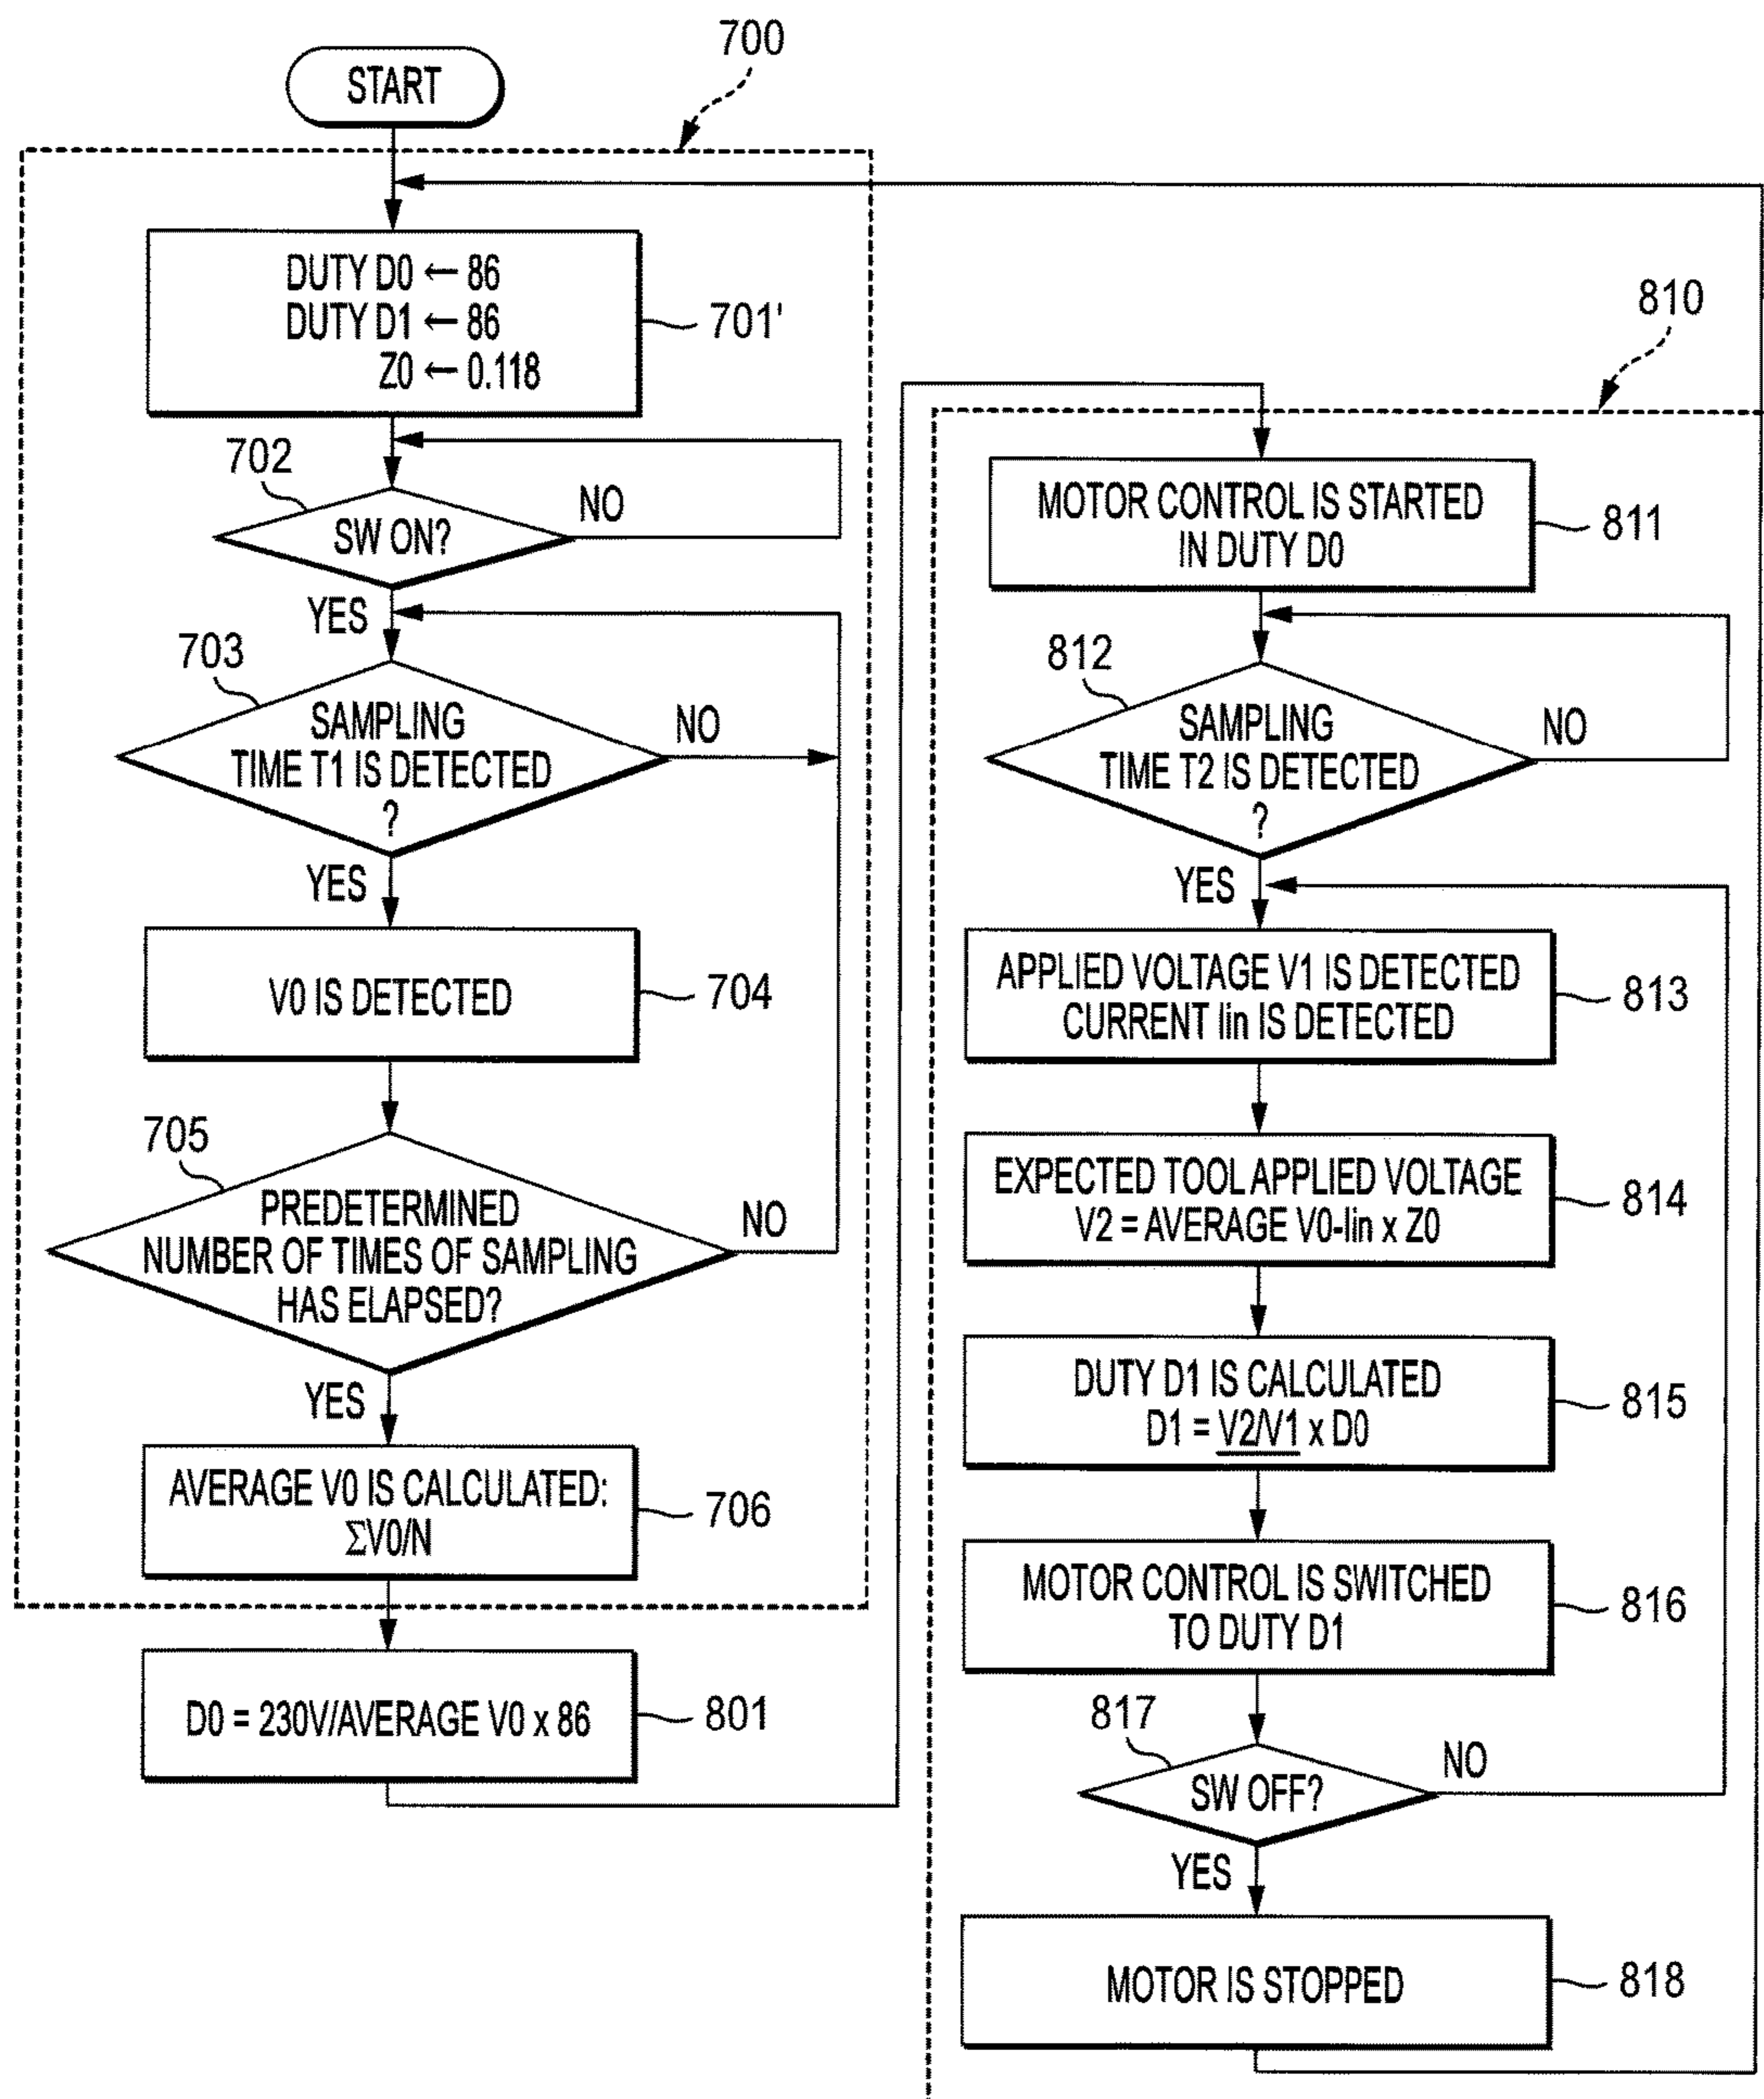 700
START
DUTY D0 ← 86
DUTY D1 ← 86
Z0 ← 0.118
701'
702
SW ON?
NO
YES
703
SAMPLING
TIME T1 IS DETECTED
?
NO
YES
V0 IS DETECTED
704
705
PREDETERMINED
NUMBER OF TIMES OF SAMPLING
HAS ELAPSED?
NO
YES
AVERAGE V0 IS CALCULATED:
ΣV0/N
706
D0 = 230V/AVERAGE V0 x 86
801
810
MOTOR CONTROL IS STARTED
IN DUTY D0
811
812
SAMPLING
TIME T2 IS DETECTED
?
NO
YES
APPLIED VOLTAGE V1 IS DETECTED
CURRENT Iin IS DETECTED
813
EXPECTED TOOL APPLIED VOLTAGE
V2 = AVERAGE V0-Iin x Z0
814
DUTY D1 IS CALCULATED
D1 = V2/V1 x D0
815
MOTOR CONTROL IS SWITCHED
TO DUTY D1
816
817
SW OFF?
NO
YES
MOTOR IS STOPPED
818